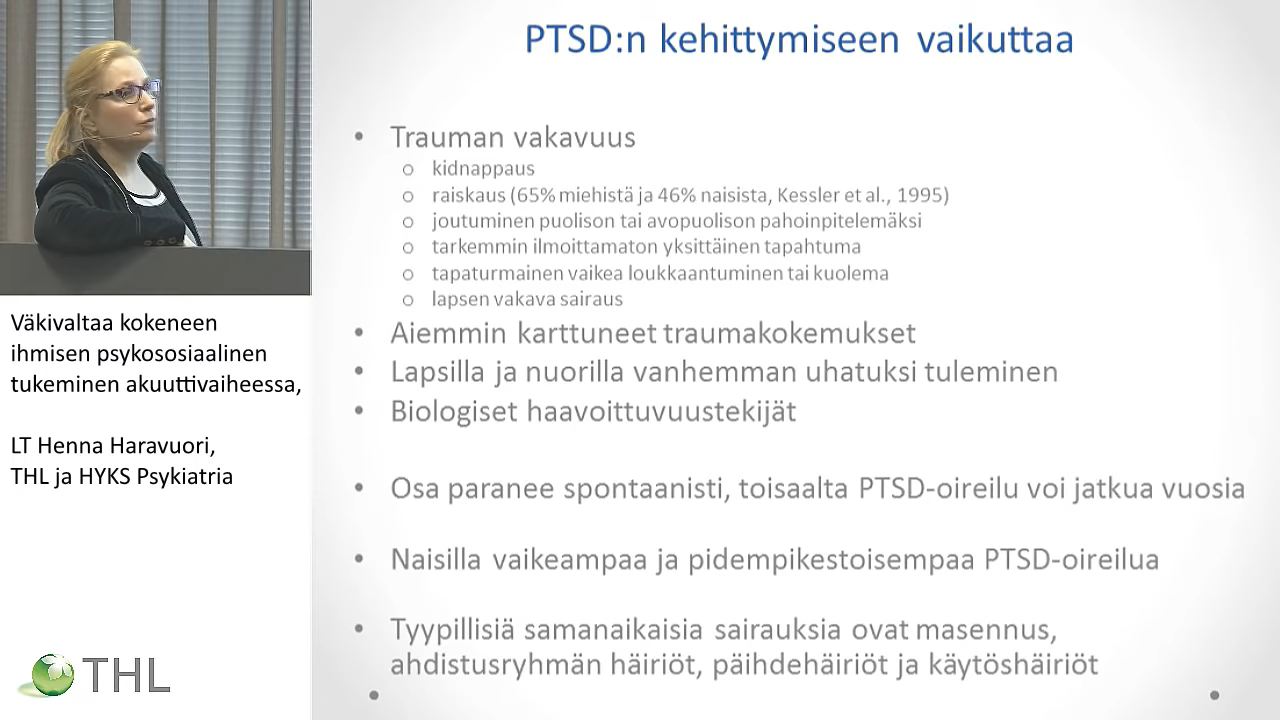 PTSD:n kehittymiseen vaikuttaa
• Trauman vakavuus
o kidnappaus
o raiskaus (65% miehistä ja 46% naisista, Kessler et al., 1995)
o joutuminen puolison tai avopuolison pahoinpitelemäksi
o tarkemmin ilmoittamaton yksittäinen tapahtuma
o tapaturmainen vaikea loukkaantuminen tai kuolema
o lapsen vakava sairaus
• Aiemmin karttuneet traumakokemukset
• Lapsilla ja nuorilla vanhemman uhatuksi tuleminen
• Biologiset haavoittuvuustekijät
• Osa paranee spontaanisti, toisaalta PTSD-oireilu voi jatkua vuosia
• Naisilla vaikeampaa ja pidempikestoisempaa PTSD-oireilua
• Tyypillisiä samanaikaisia sairauksia ovat masennus,
ahdistusryhmän häiriöt, päihdehäiriöt ja käytöshäiriöt
Väkivaltaa kokeneen
ihmisen psykososiaalinen
tukeminen akuuttivaiheessa,
LT Henna Haravuori,
THL ja HYKS Psykiatria
THL